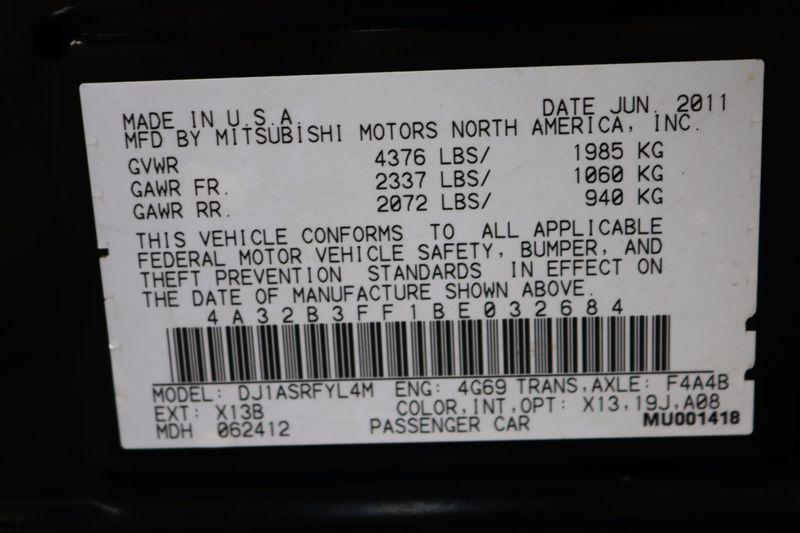 MADE IN U.S.A. DATE JUN. 2011
MFD BY MITSUBISHI MOTORS NORTH AMERICA, INC.
GVWR 4376 LBS/ 1985 KG
GAWR FR. 2337 LBS/ 1060 KG
GAWR RR. 2072 LBS/ 940 KG
THIS VEHICLE CONFORMS TO ALL APPLICABLE
FEDERAL MOTOR VEHICLE SAFETY, BUMPER, AND
THEFT PREVENTION STANDARDS IN EFFECT ON
THE DATE OF MANUFACTURE SHOWN ABOVE.
4A32B3FF1BE032684
MODEL: DJ1ASRFYL4M ENG: 4G69 TRANS,AXLE: F4A4B
EXT: X13B COLOR,INT,OPT: X13,19J,A08
MDH 062412 PASSENGER CAR MU001418